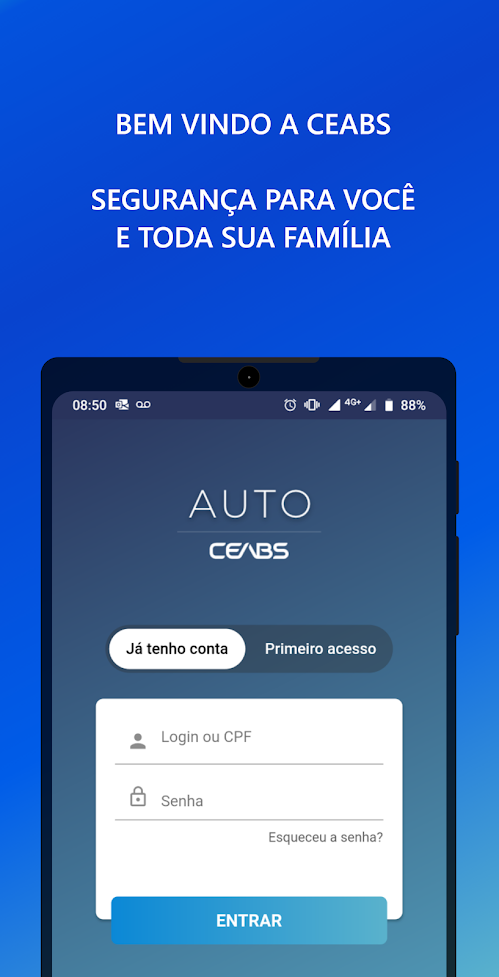 BEM VINDO A CEABS
SEGURANÇA PARA VOCÊ
E TODA SUA FAMÍLIA
08:50
4G+
88%
AUTO
CEABS
Já tenho conta
Primeiro acesso
Login ou CPF
Senha
Esqueceu a senha?
ENTRAR